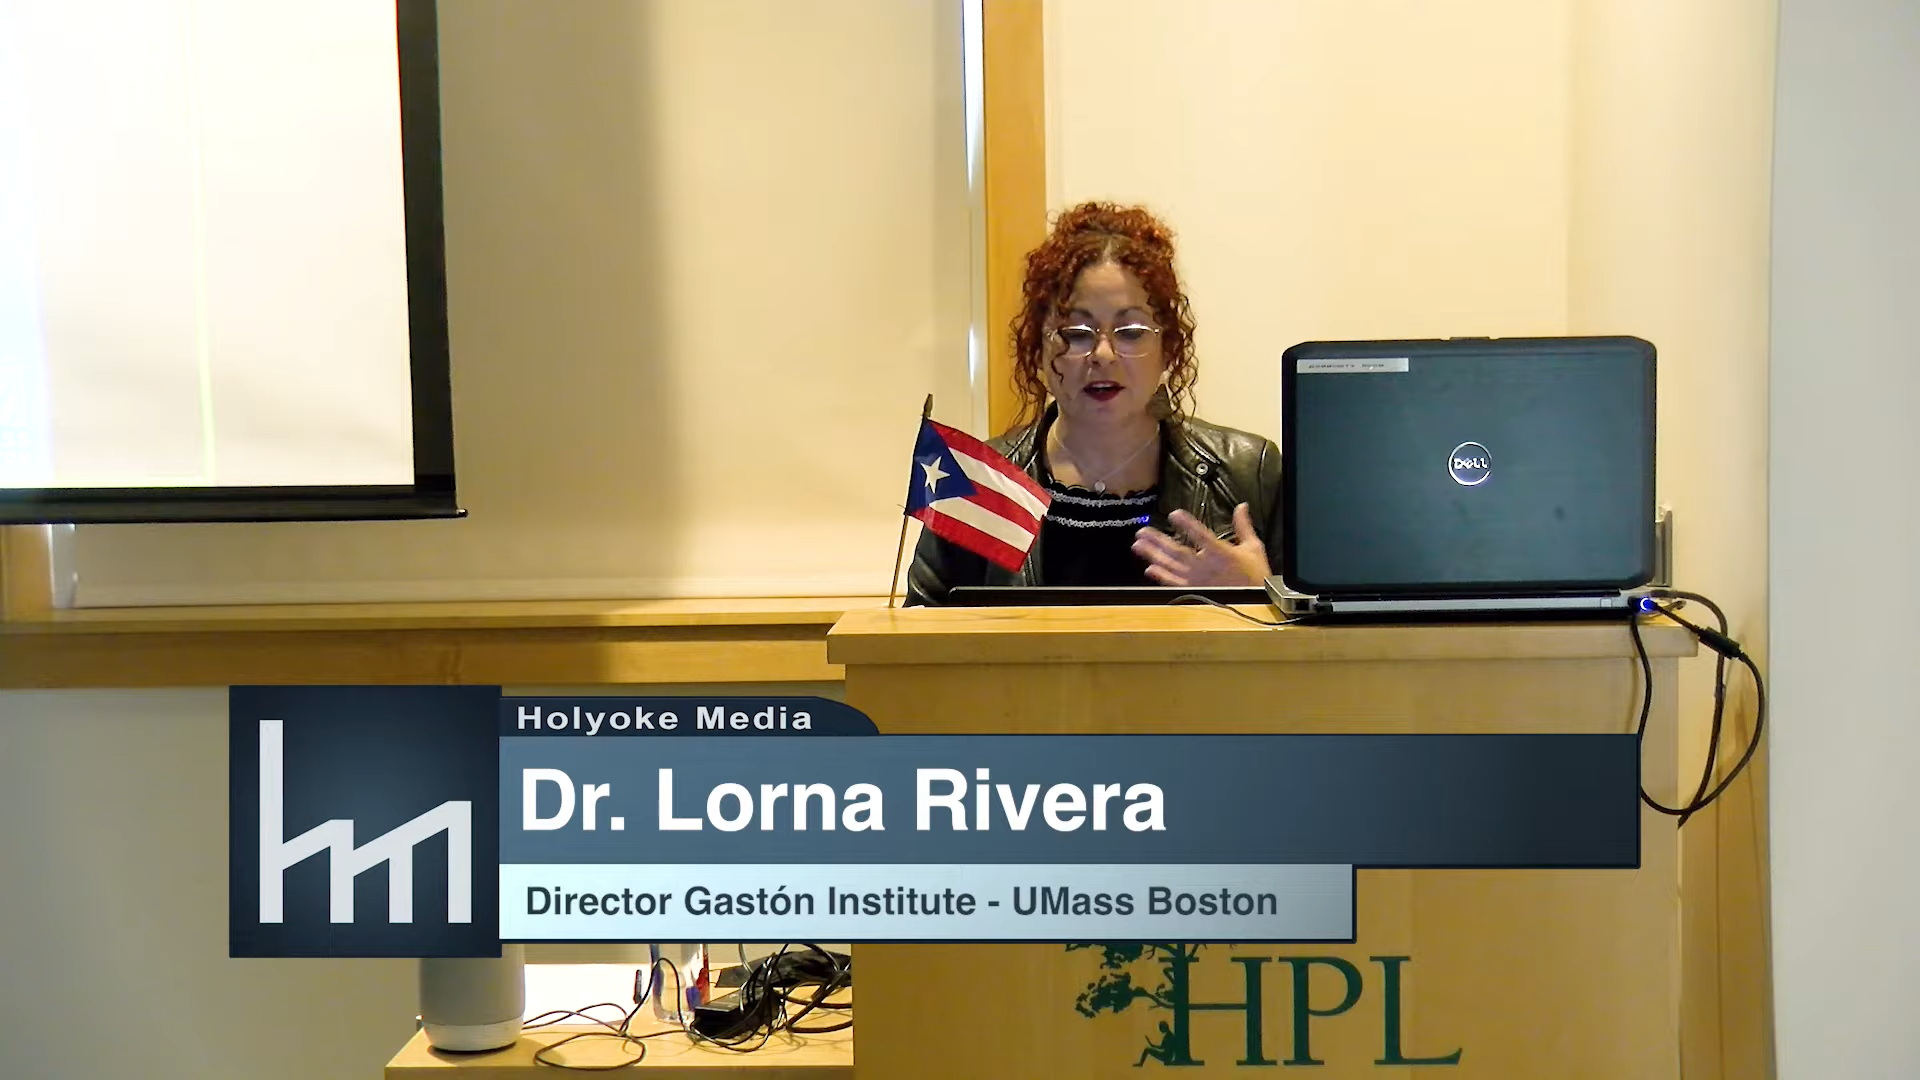 DELL
Holyoke Media
Dr. Lorna Rivera
Director Gastón Institute - UMass Boston
HPL